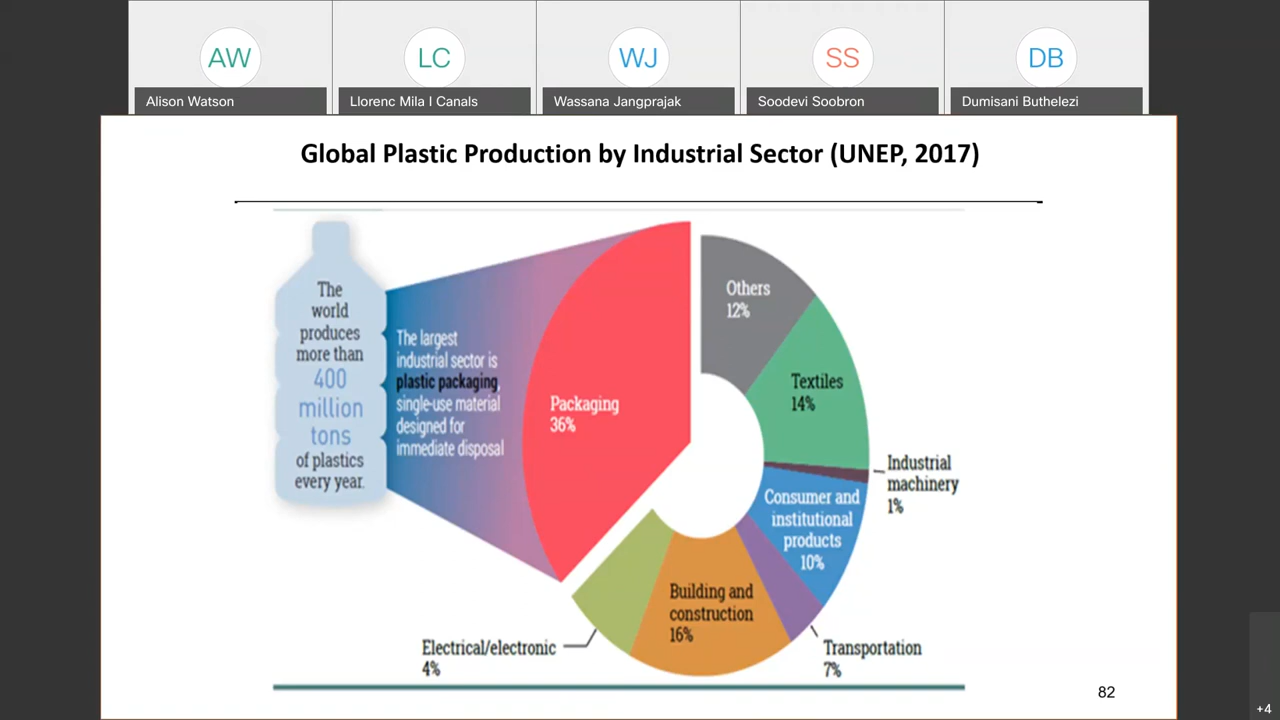 AW
LC
WJ
SS
DB
Alison Watson
Llorenc Mila I Canals
Wassana Jangprajak
Soodevi Soobron
Dumisani Buthelezi
Global Plastic Production by Industrial Sector (UNEP, 2017)
The
world
produces
more than
400
million
tons
of plastics
every year.
The largest
industrial sector is
plastic packaging,
single-use material
designed for
immediate disposal
Packaging
36%
Others
12%
Textiles
14%
Industrial
machinery
1%
Consumer and
institutional
products
10%
Transportation
7%
Building and
construction
16%
Electrical/electronic
4%
82
+4